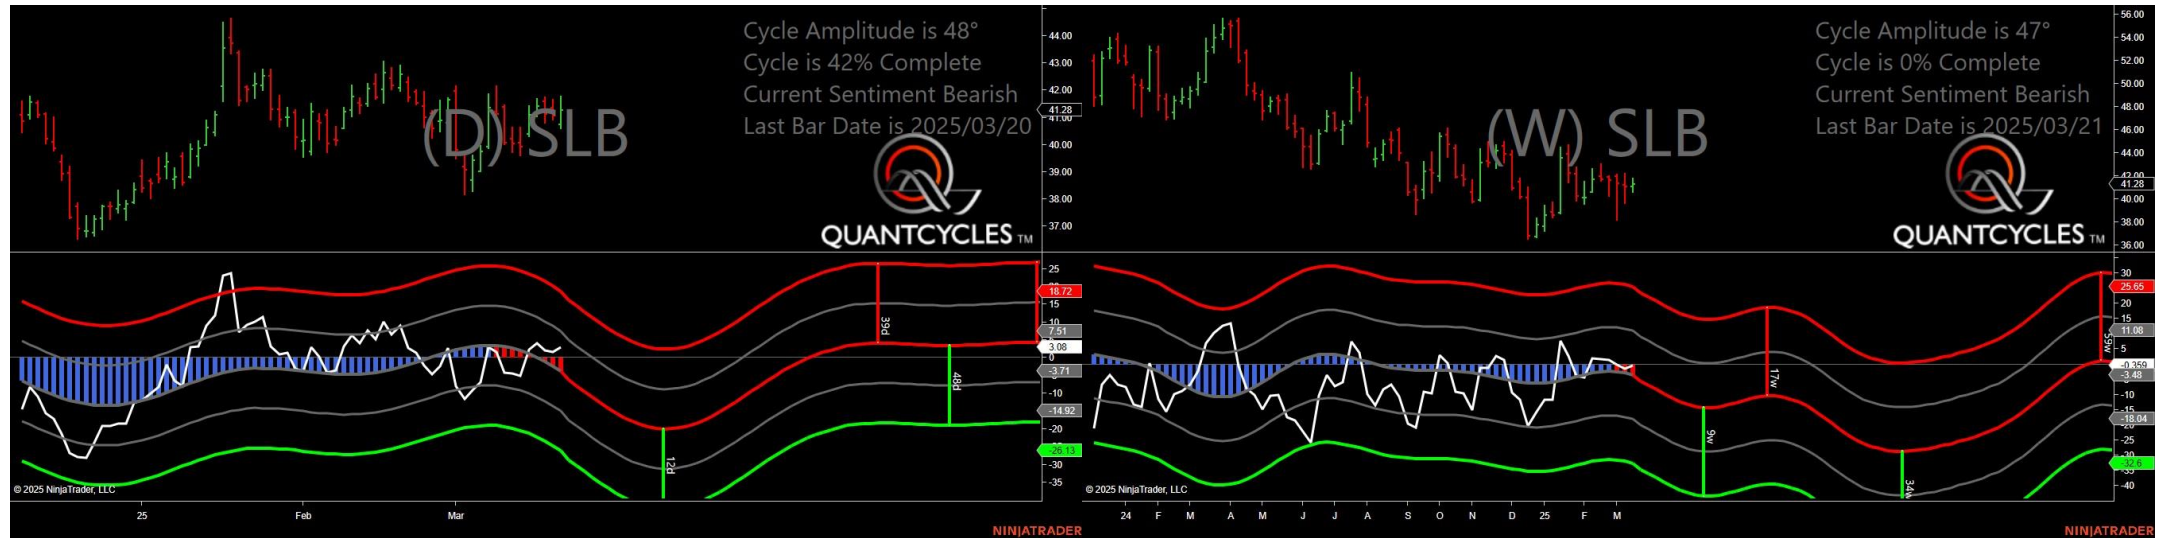 Cycle Amplitude is 48°
Cycle is 42% Complete
Current Sentiment Bearish
Last Bar Date is 2025/03/20
(D) SLB
QUANTCYCLES TM
44.00
43.00
42.00
41.28
41.00
40.00
39.00
38.00
37.00
25
18.72
15
10
7.51
3.08
0
-3.71
-10
-14.92
-20
-26.13
-30
-35
39d
48d
12d
© 2025 NinjaTrader, LLC
25
Feb
Mar
NINJATRADER
Cycle Amplitude is 47°
Cycle is 0% Complete
Current Sentiment Bearish
Last Bar Date is 2025/03/21
(W) SLB
QUANTCYCLES TM
56.00
54.00
52.00
50.00
48.00
46.00
44.00
42.00
41.28
40.00
38.00
36.00
30
25.65
20
15
11.08
5
-0.359
-3.48
-10
-15
-18.04
-25
-30
-32.6
-40
59w
17w
9w
34w
© 2025 NinjaTrader, LLC
24
F
M
A
M
J
J
A
S
O
N
D
25
F
M
NINJATRADER